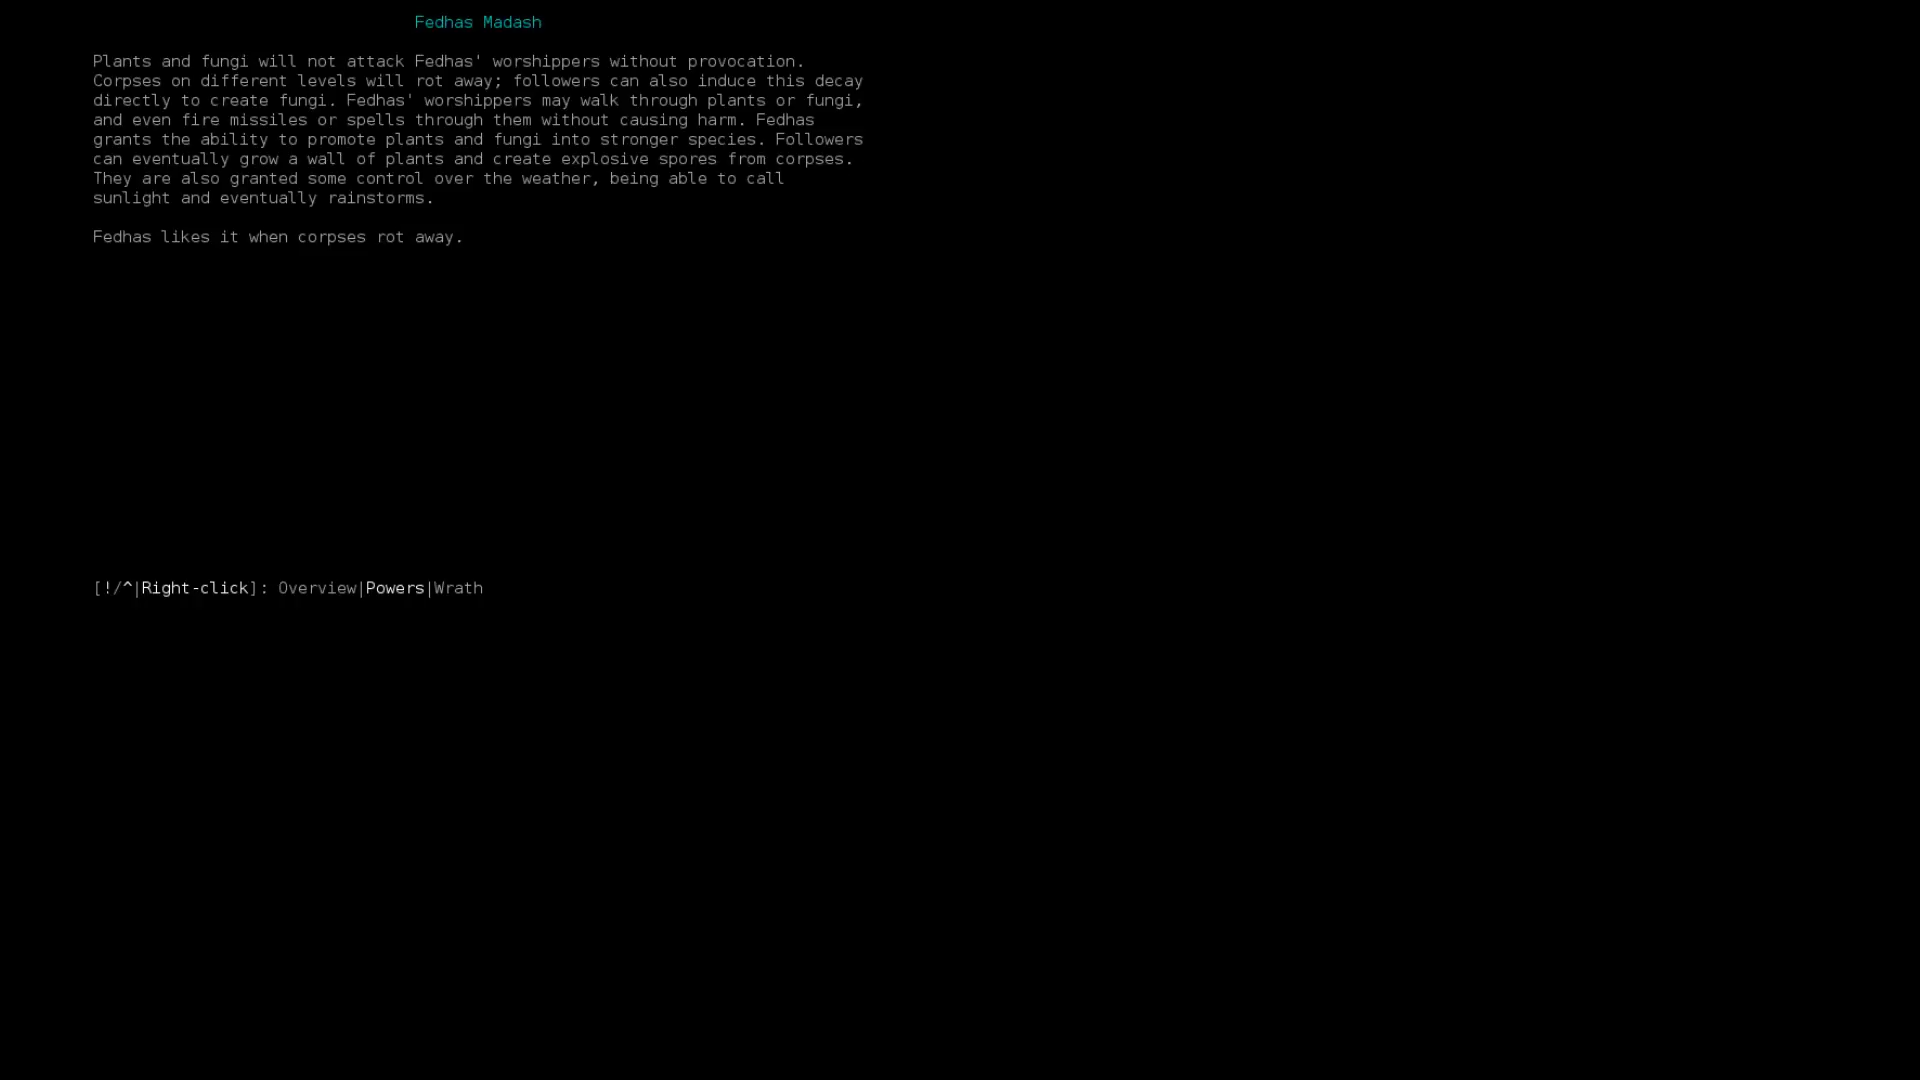 Fedhas Madash
Plants and fungi will not attack Fedhas' worshippers without provocation.
Corpses on different levels will rot away; followers can also induce this decay
directly to create fungi. Fedhas' worshippers may walk through plants or fungi,
and even fire missiles or spells through them without causing harm. Fedhas
grants the ability to promote plants and fungi into stronger species. Followers
can eventually grow a wall of plants and create explosive spores from corpses.
They are also granted some control over the weather, being able to call
sunlight and eventually rainstorms.
Fedhas likes it when corpses rot away.
[!/^|Right-click]: Overview|Powers|Wrath